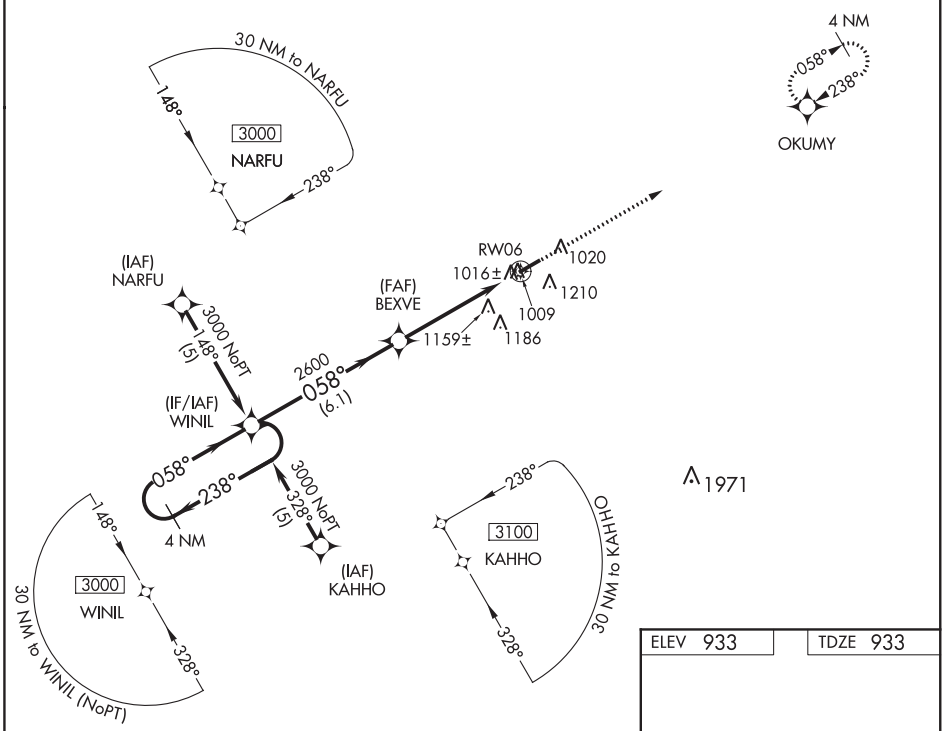 4 NM
058°
238°
OKUMY
30 NM to NARFU
148°
3000
NARFU
238°
(IAF)
NARFU
3000 NoPT
148°
(5)
RW06
1016±
1020
1210
1009
(FAF)
BEXVE
1159±
1186
2600
058°
(6.1)
(IF/IAF)
WINIL
058°
238°
4 NM
3000 NoPT
328°
(5)
(IAF)
KAHHO
1971
238°
3100
KAHHO
30 NM to KAHHO
328°
148°
3000
WINIL
30 NM to WINIL (NoPT)
328°
ELEV 933
TDZE 933